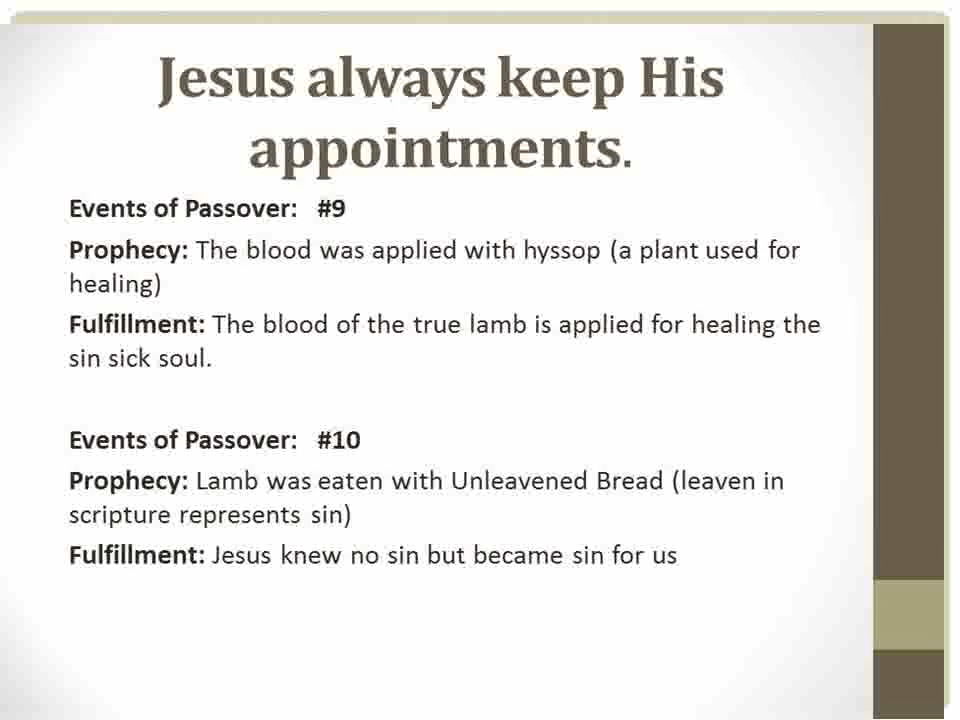 Jesus always keep His
appointments.
Events of Passover: #9
Prophecy: The blood was applied with hyssop (a plant used for
healing)
Fulfillment: The blood of the true lamb is applied for healing the
sin sick soul.
Events of Passover: #10
Prophecy: Lamb was eaten with Unleavened Bread (leaven in
scripture represents sin)
Fulfillment: Jesus knew no sin but became sin for us